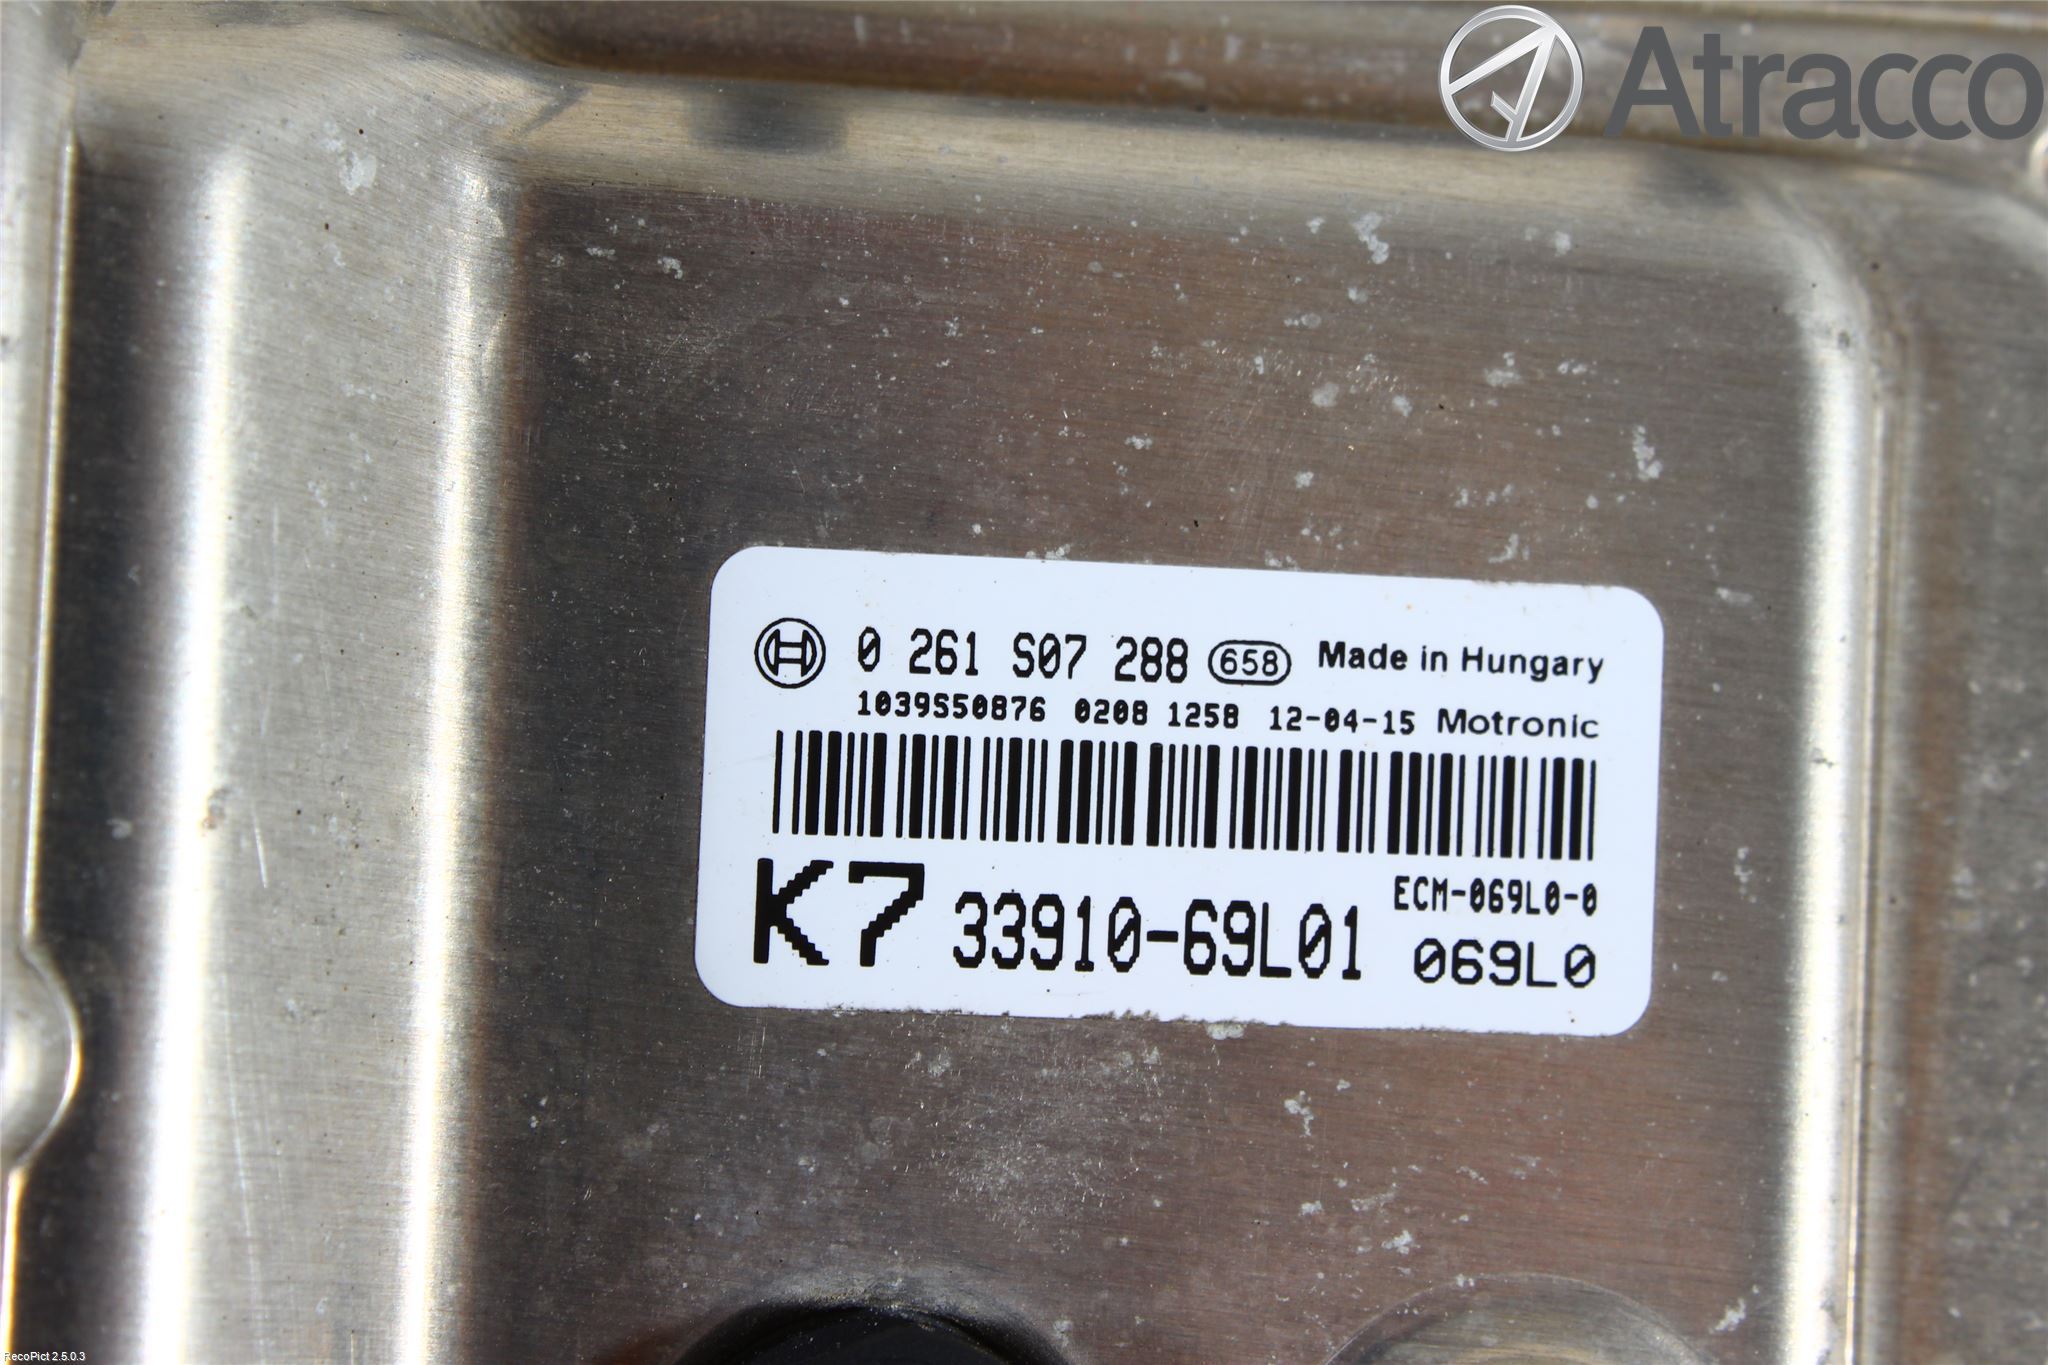 Atracco
0 261 S07 288 658 Made in Hungary
1039S50876 0208 1258 12-04-15 Motronic
K7 33910-69L01 ECM-069L0-0
069L0
RecoPict 2.5.0.3